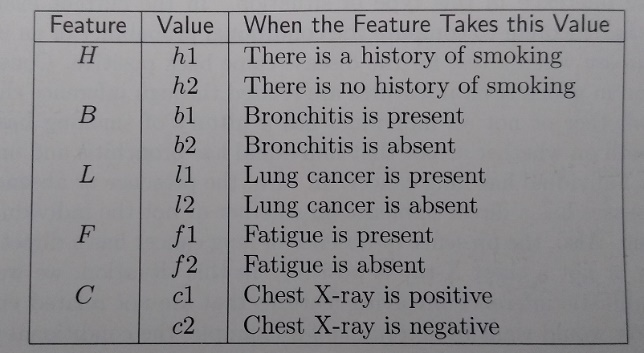 Feature Value When the Feature Takes this Value
H h1 There is a history of smoking
h2 There is no history of smoking
B b1 Bronchitis is present
b2 Bronchitis is absent
L l1 Lung cancer is present
l2 Lung cancer is absent
F f1 Fatigue is present
f2 Fatigue is absent
C c1 Chest X-ray is positive
c2 Chest X-ray is negative